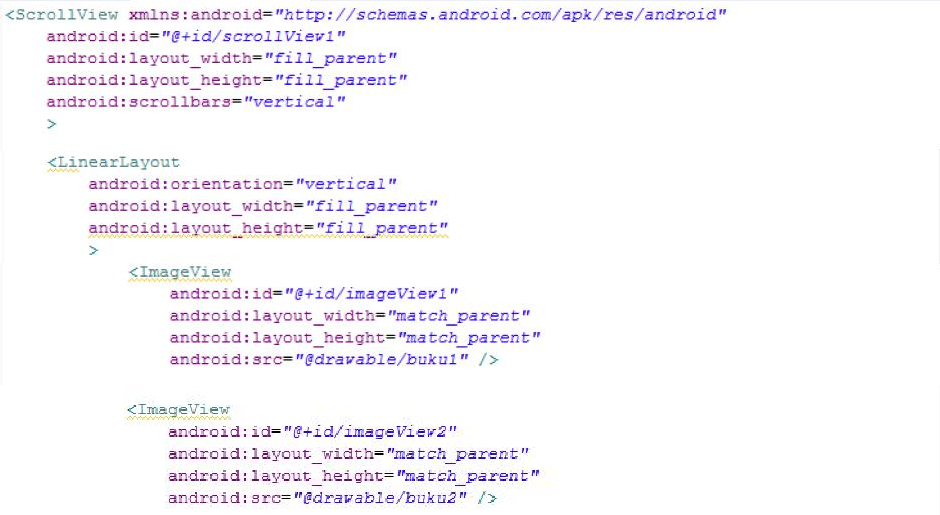 <ScrollView xmlns:android="http://schemas.android.com/apk/res/android"
    android:id="@+id/scrollView1"
    android:layout_width="fill_parent"
    android:layout_height="fill_parent"
    android:scrollbars="vertical"
    >
    <LinearLayout
        android:orientation="vertical"
        android:layout_width="fill_parent"
        android:layout_height="fill_parent"
        >
            <ImageView
                android:id="@+id/imageView1"
                android:layout_width="match_parent"
                android:layout_height="match_parent"
                android:src="@drawable/buku1" />
            <ImageView
                android:id="@+id/imageView2"
                android:layout_width="match_parent"
                android:layout_height="match_parent"
                android:src="@drawable/buku2" />